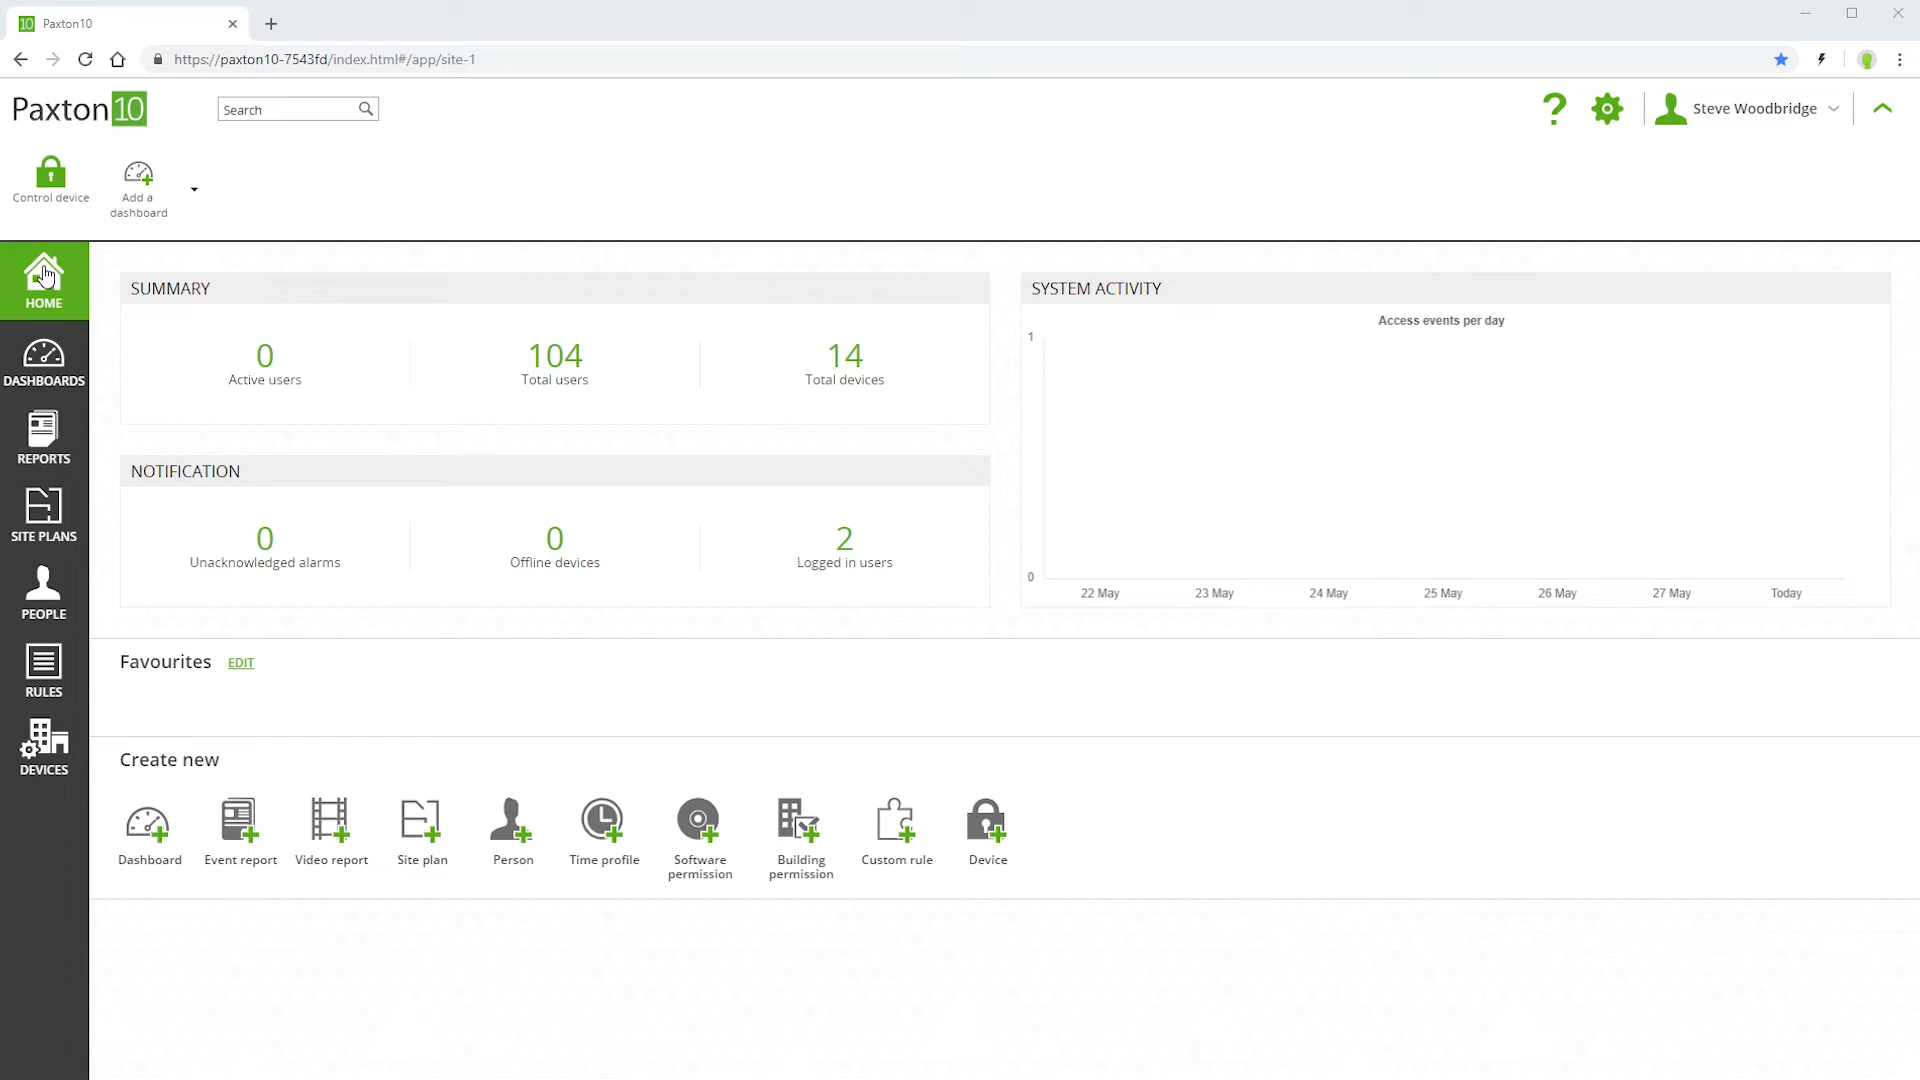 10 Paxton10
https://paxton10-7543fd/index.html#/app/site-1
Paxton10
Search
Steve Woodbridge
Control device
Add a
dashboard
HOME
DASHBOARDS
REPORTS
SITE PLANS
PEOPLE
RULES
DEVICES
SUMMARY
0
Active users
104
Total users
14
Total devices
NOTIFICATION
0
Unacknowledged alarms
0
Offline devices
2
Logged in users
SYSTEM ACTIVITY
Access events per day
1
0
22 May 23 May 24 May 25 May 26 May 27 May Today
Favourites EDIT
Create new
Dashboard
Event report
Video report
Site plan
Person
Time profile
Software
permission
Building
permission
Custom rule
Device